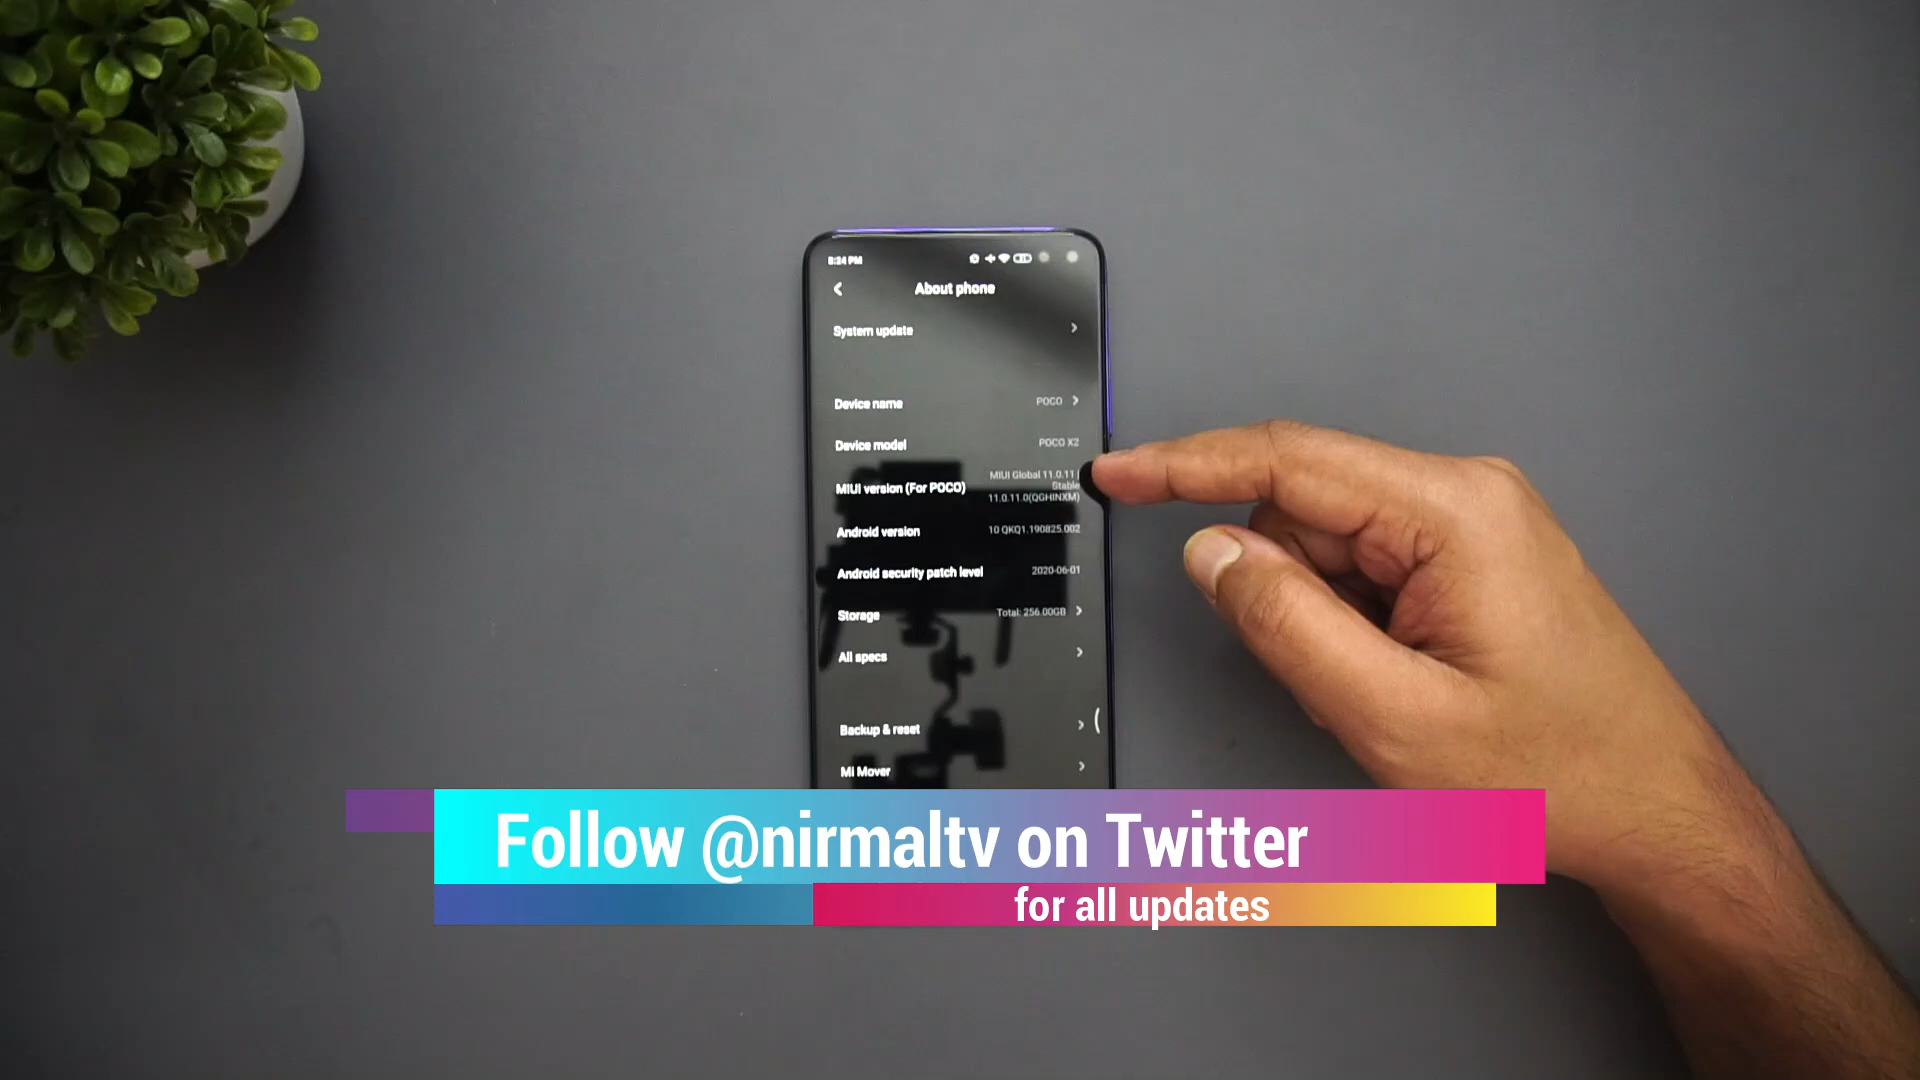 8:24 PM
About phone
System update
Device name
POCO
Device model
POCO X2
MIUI version (For POCO)
MIUI Global 11.0.11 |
Stable
11.0.11.0(QGHINXM)
Android version
10 QKQ1.190825.002
Android security patch level
2020-06-01
Storage
Total: 256.00GB
All specs
Backup & reset
Mi Mover
Follow @nirmaltv on Twitter
for all updates